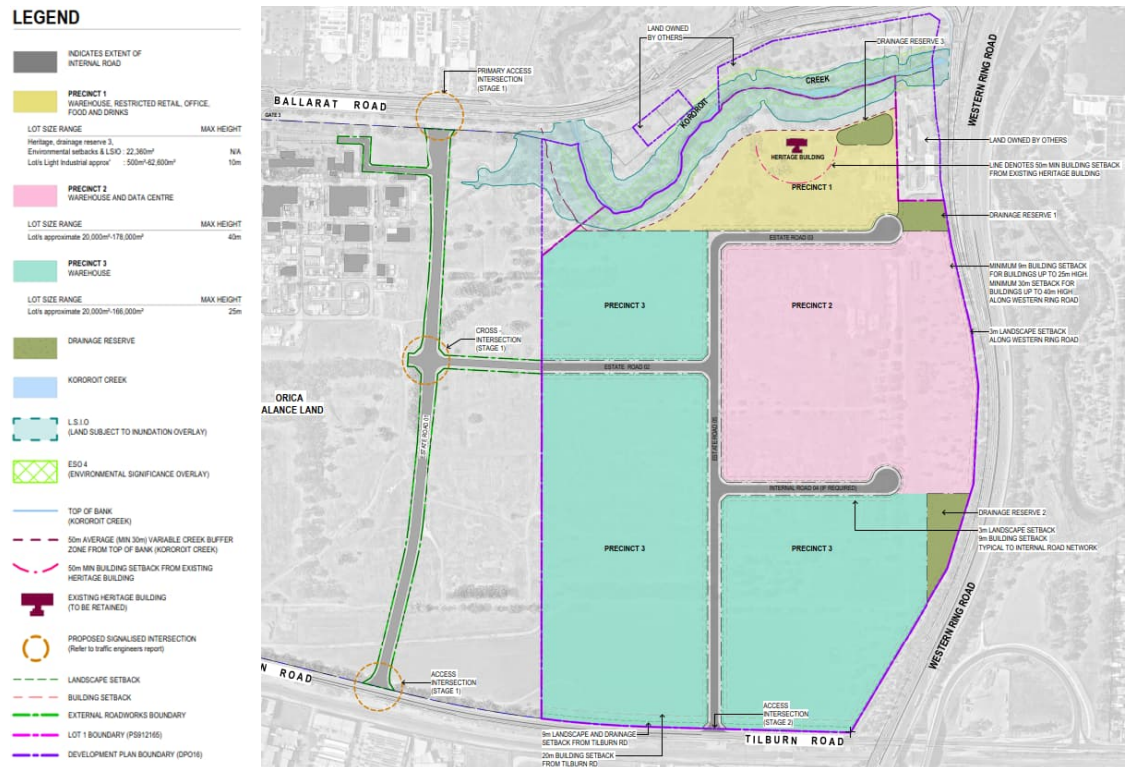 LEGEND
INDICATES EXTENT OF
INTERNAL ROAD
PRECINCT 1
WAREHOUSE, RESTRICTED RETAIL, OFFICE,
FOOD AND DRINKS
LOT SIZE RANGE MAX HEIGHT
Heritage, drainage reserve 3,
Environmental setbacks & LSIO : 22,360m² N/A
Lot/s Light Industrial approx' : 500m²-62,600m² 10m
PRECINCT 2
WAREHOUSE AND DATA CENTRE
LOT SIZE RANGE MAX HEIGHT
Lot/s approximate 20,000m²-178,000m² 40m
PRECINCT 3
WAREHOUSE
LOT SIZE RANGE MAX HEIGHT
Lot/s approximate 20,000m²-166,000m² 25m
DRAINAGE RESERVE
KOROROIT CREEK
L.S.I.O
(LAND SUBJECT TO INUNDATION OVERLAY)
ESO 4
(ENVIRONMENTAL SIGNIFICANCE OVERLAY)
TOP OF BANK
(KOROROIT CREEK)
50m AVERAGE (MIN 30m) VARIABLE CREEK BUFFER
ZONE FROM TOP OF BANK (KOROROIT CREEK)
50m MIN BUILDING SETBACK FROM EXISTING
HERITAGE BUILDING
EXISTING HERITAGE BUILDING
(TO BE RETAINED)
PROPOSED SIGNALISED INTERSECTION
(Refer to traffic engineers report)
LANDSCAPE SETBACK
BUILDING SETBACK
EXTERNAL ROADWORKS BOUNDARY
LOT 1 BOUNDARY (PS912165)
DEVELOPMENT PLAN BOUNDARY (DPO16)
LAND OWNED
BY OTHERS
DRAINAGE RESERVE 3
PRIMARY ACCESS
INTERSECTION
(STAGE 1)
BALLARAT ROAD
GATE 3
KOROROIT
CREEK
WESTERN RING ROAD
LAND OWNED BY OTHERS
HERITAGE BUILDING
LINE DENOTES 50m MIN BUILDING SETBACK
FROM EXISTING HERITAGE BUILDING
PRECINCT 1
DRAINAGE RESERVE 1
ESTATE ROAD 03
MINIMUM 9m BUILDING SETBACK
FOR BUILDINGS UP TO 25m HIGH.
MINIMUM 30m SETBACK FOR
BUILDINGS UP TO 40m HIGH
ALONG WESTERN RING ROAD
PRECINCT 3
PRECINCT 2
3m LANDSCAPE SETBACK
ALONG WESTERN RING ROAD
CROSS -
INTERSECTION
(STAGE 1)
ESTATE ROAD 02
ORICA
ALANCE LAND
ESTATE ROAD
INTERNAL ROAD 04 (IF REQUIRED)
ESTATE ROAD
DRAINAGE RESERVE 2
3m LANDSCAPE SETBACK
9m BUILDING SETBACK
TYPICAL TO INTERNAL ROAD NETWORK
PRECINCT 3
PRECINCT 3
WESTERN RING ROAD
N ROAD
ACCESS
INTERSECTION
(STAGE 1)
ACCESS
INTERSECTION
(STAGE 2)
9m LANDSCAPE AND DRAINAGE
SETBACK FROM TILBURN RD
20m BUILDING SETBACK
FROM TILBURN RD
TILBURN ROAD